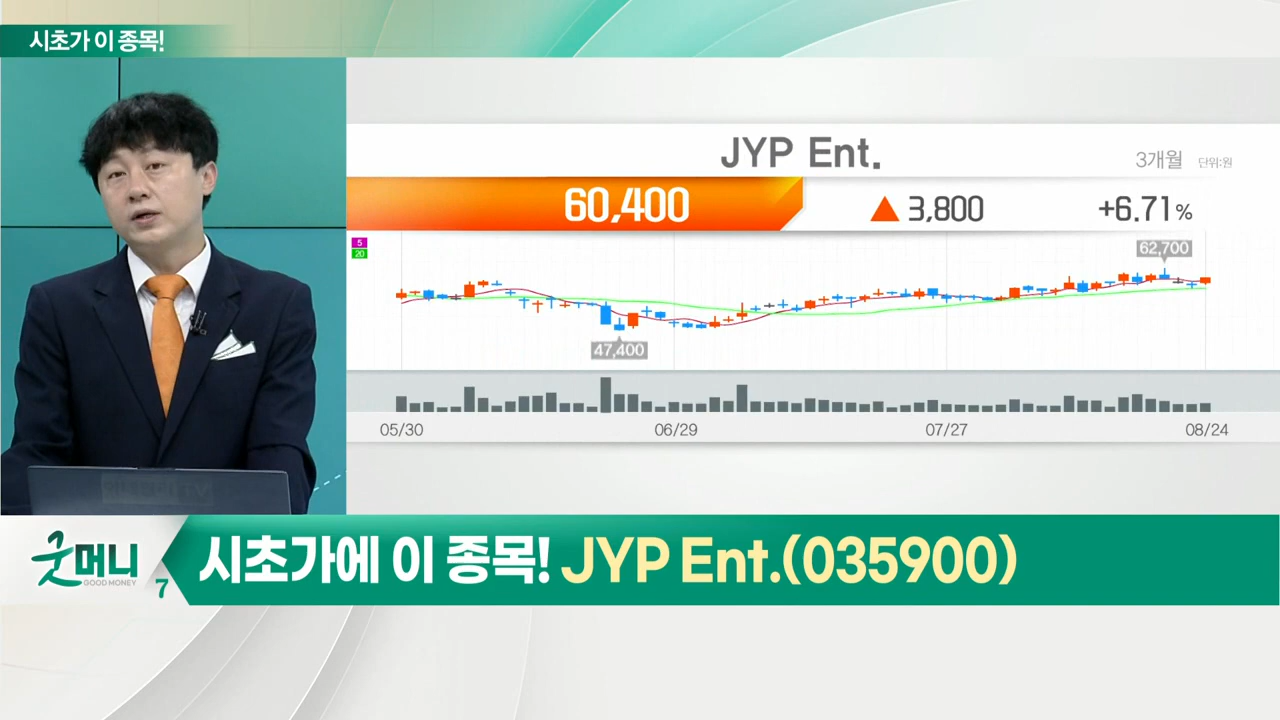 시초가 이 종목!
JYP Ent.
3개월 단위:원
60,400 ▲ 3,800 +6.71%
5
20
62,700
47,400
05/30 06/29 07/27 08/24
굿머니
GOOD MONEY
7
시초가에 이 종목! JYP Ent.(035900)